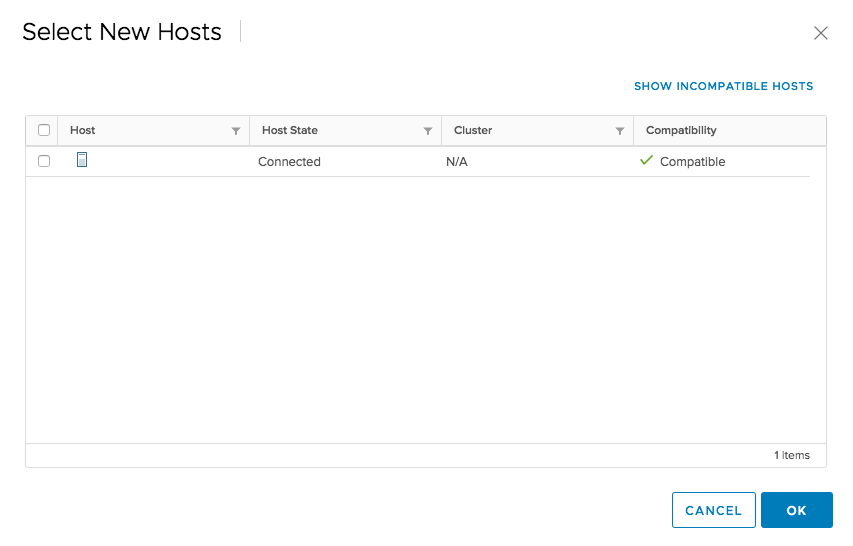 Select New Hosts
SHOW INCOMPATIBLE HOSTS
Host Host State Cluster Compatibility
Connected N/A Compatible
1 items
CANCEL OK